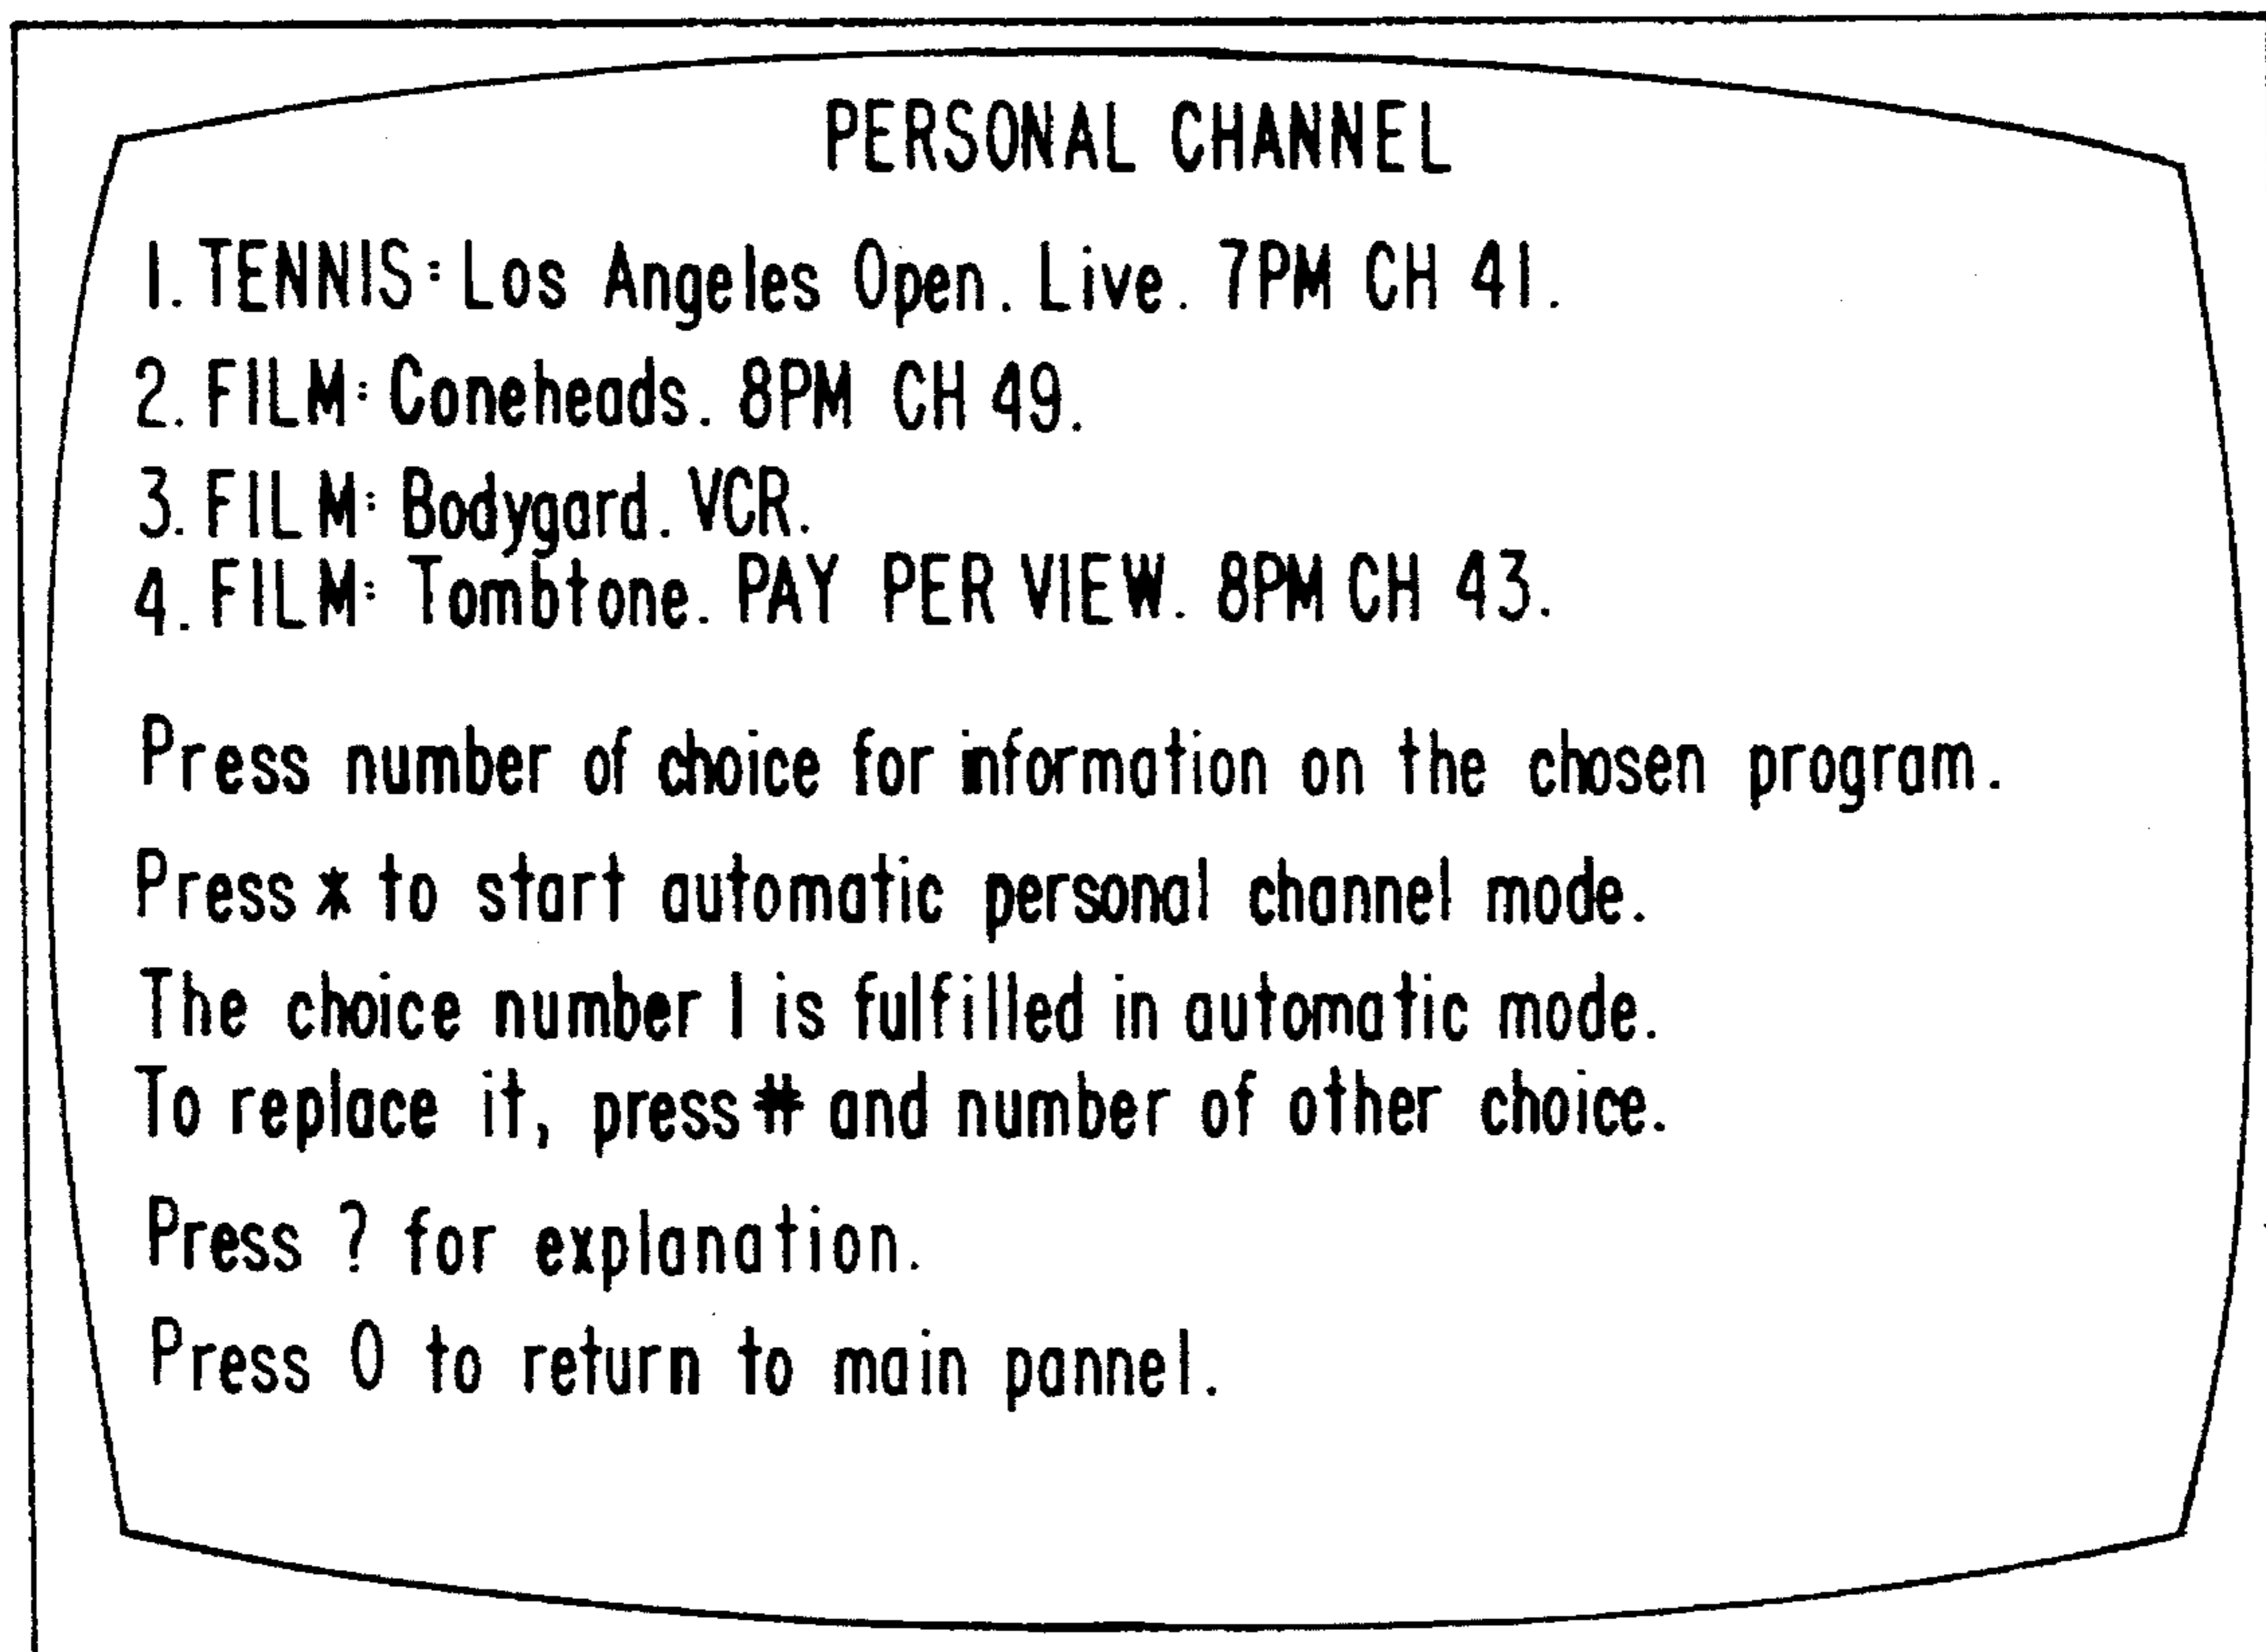 PERSONAL CHANNEL
1. TENNIS: Los Angeles Open. Live. 7PM CH 41.
2. FILM: Coneheads. 8PM CH 49.
3. FILM: Bodygard. VCR.
4. FILM: Tombtone. PAY PER VIEW. 8PM CH 43.
Press number of choice for information on the chosen program.
Press * to start automatic personal channel mode.
The choice number 1 is fulfilled in automatic mode.
To replace it, press # and number of other choice.
Press ? for explanation.
Press 0 to return to main pannel.